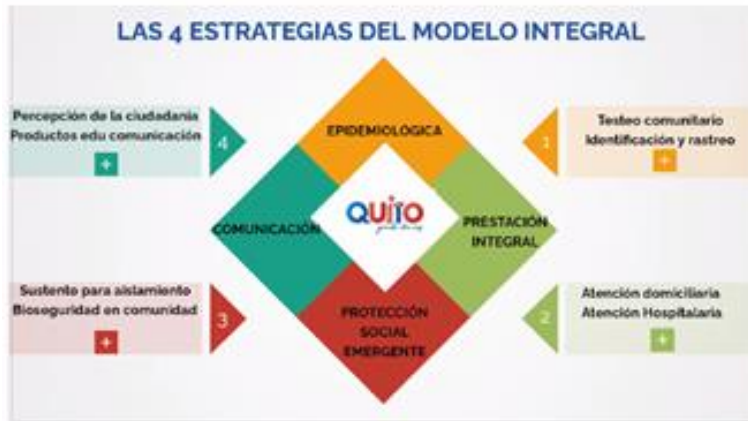 LAS 4 ESTRATEGIAS DEL MODELO INTEGRAL
Percepción de la ciudadanía
Productos edu comunicación
+
4
EPIDEMIOLÓGICA
1
Testeo comunitario
Identificación y rastreo
+
COMUNICACIÓN
QUITO
PRESTACIÓN
INTEGRAL
Sustento para aislamiento
Bioseguridad en comunidad
+
3
PROTECCIÓN
SOCIAL
EMERGENTE
2
Atención domiciliaria
Atención Hospitalaria
+